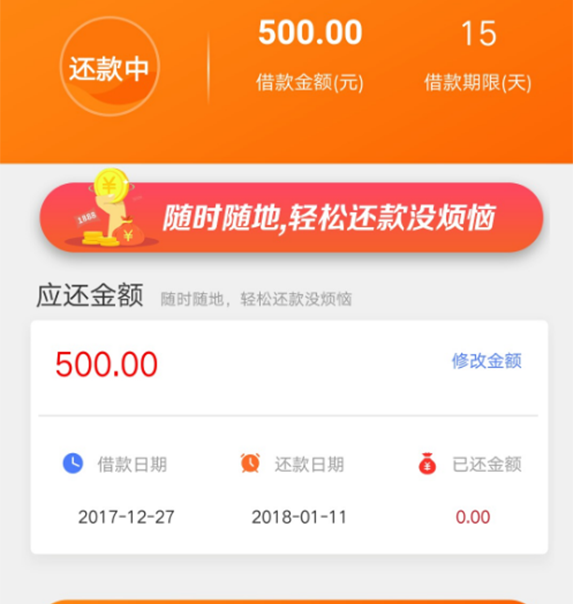 还款中
500.00
借款金额(元)
15
借款期限(天)
1988
随时随地,轻松还款没烦恼
应还金额 随时随地，轻松还款没烦恼
500.00 修改金额
借款日期 还款日期 已还金额
2017-12-27 2018-01-11 0.00